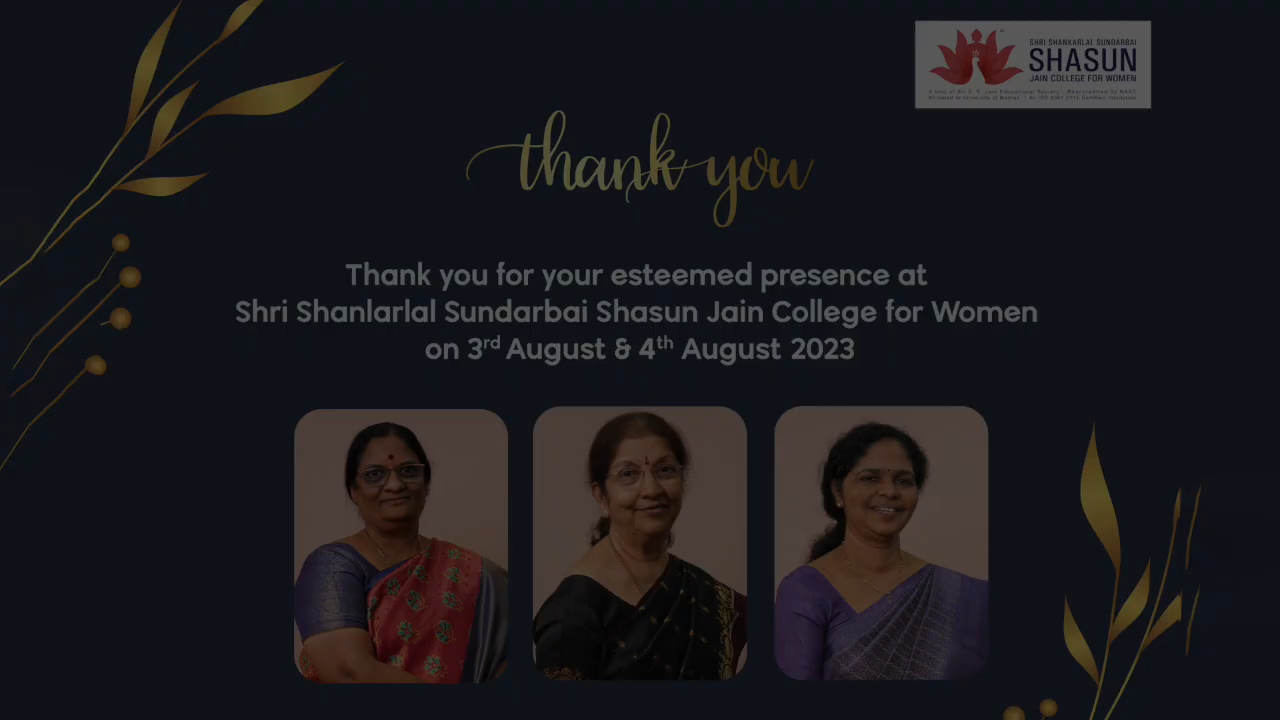 SHRI SHANKARLAL SUNDARBAI
SHASUN
JAIN COLLEGE FOR WOMEN
thank you
Thank you for your esteemed presence at
Shri Shanlarlal Sundarbai Shasun Jain College for Women
on 3rd August & 4th August 2023